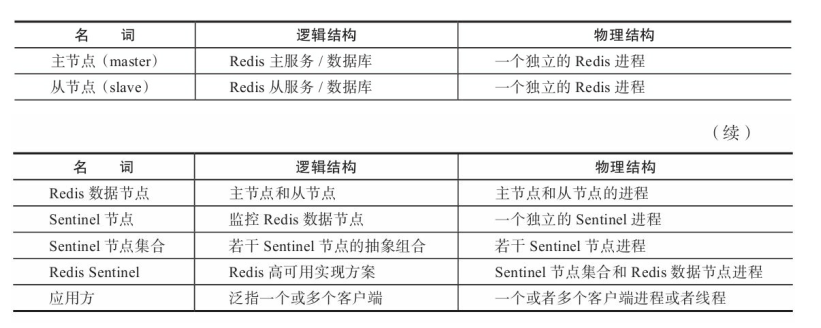 名 词 逻辑结构 物理结构
主节点（master） Redis 主服务 / 数据库 一个独立的 Redis 进程
从节点（slave） Redis 从服务 / 数据库 一个独立的 Redis 进程
（续）
名 词 逻辑结构 物理结构
Redis 数据节点 主节点和从节点 主节点和从节点的进程
Sentinel 节点 监控 Redis 数据节点 一个独立的 Sentinel 进程
Sentinel 节点集合 若干 Sentinel 节点的抽象组合 若干 Sentinel 节点进程
Redis Sentinel Redis 高可用实现方案 Sentinel 节点集合和 Redis 数据节点进程
应用方 泛指一个或多个客户端 一个或者多个客户端进程或者线程